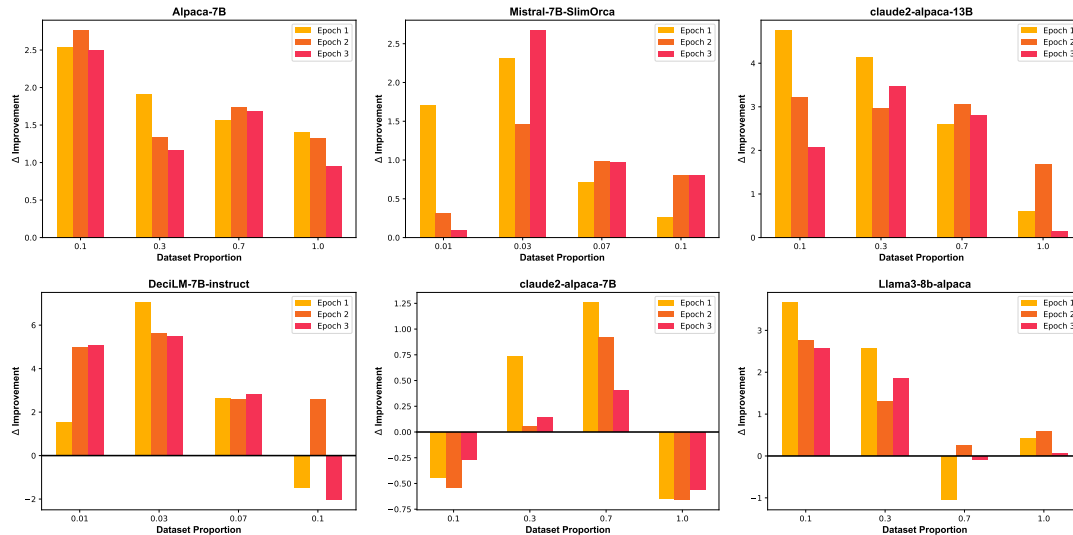 Alpaca-7B
Δ Improvement
2.5
2.0
1.5
1.0
0.5
0.0
0.1 0.3 0.7 1.0
Dataset Proportion
Epoch 1
Epoch 2
Epoch 3
Mistral-7B-SlimOrca
Δ Improvement
2.5
2.0
1.5
1.0
0.5
0.0
0.01 0.03 0.07 0.1
Dataset Proportion
Epoch 1
Epoch 2
Epoch 3
claude2-alpaca-13B
Δ Improvement
4
3
2
1
0
0.1 0.3 0.7 1.0
Dataset Proportion
Epoch 1
Epoch 2
Epoch 3
DeciLM-7B-instruct
Δ Improvement
6
4
2
0
−2
0.01 0.03 0.07 0.1
Dataset Proportion
Epoch 1
Epoch 2
Epoch 3
claude2-alpaca-7B
Δ Improvement
1.25
1.00
0.75
0.50
0.25
0.00
−0.25
−0.50
−0.75
0.1 0.3 0.7 1.0
Dataset Proportion
Epoch 1
Epoch 2
Epoch 3
Llama3-8b-alpaca
Δ Improvement
3
2
1
0
−1
0.1 0.3 0.7 1.0
Dataset Proportion
Epoch 1
Epoch 2
Epoch 3